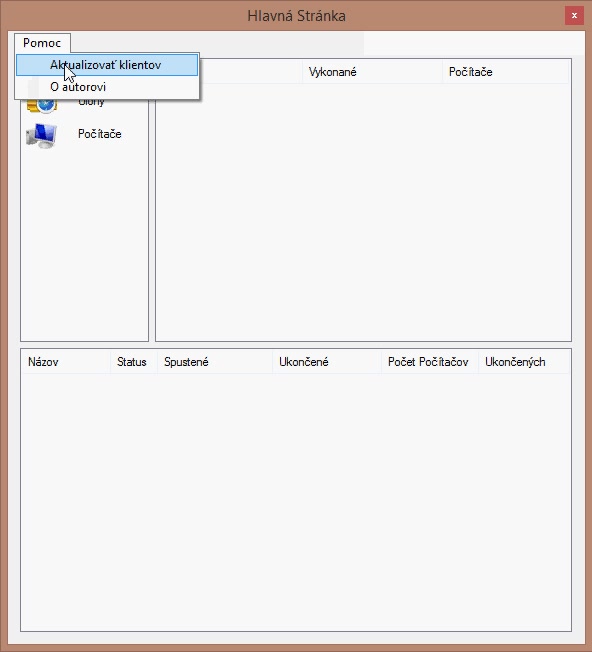 Hlavná Stránka
x
Pomoc
Aktualizovať klientov
O autorovi
Vykonané
Počítače
Úlohy
Počítače
Názov
Status
Spustené
Ukončené
Počet Počítačov
Ukončených